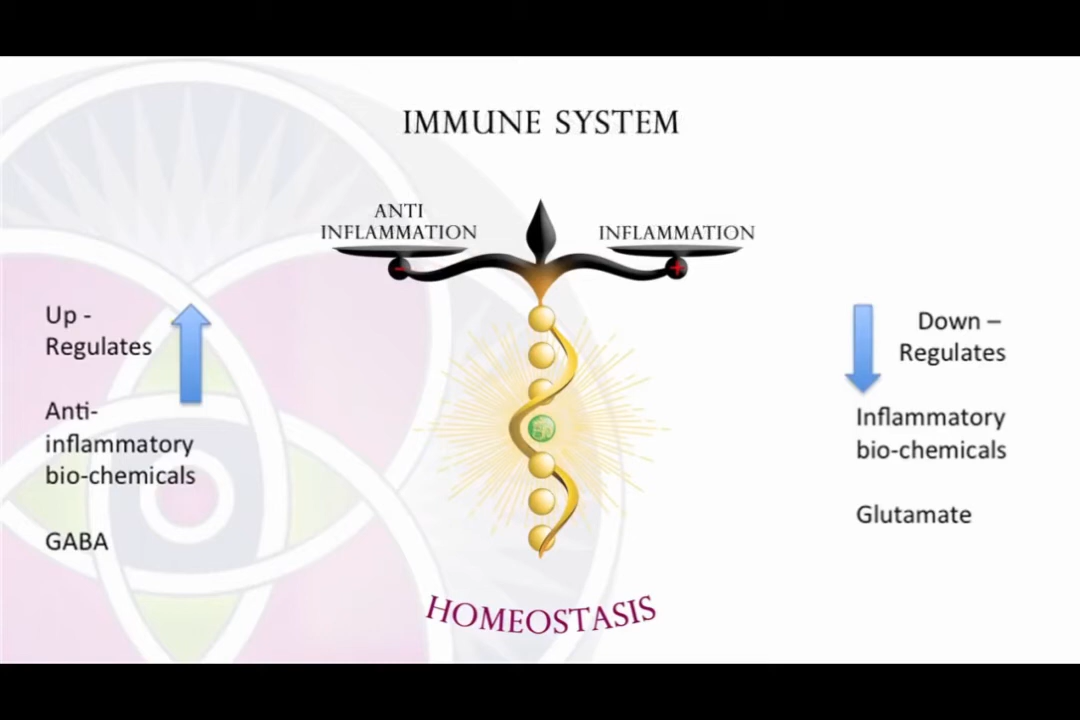 IMMUNE SYSTEM
ANTI
INFLAMMATION
INFLAMMATION
Up -
Regulates
Anti-
inflammatory
bio-chemicals
GABA
Down –
Regulates
Inflammatory
bio-chemicals
Glutamate
HOMEOSTASIS